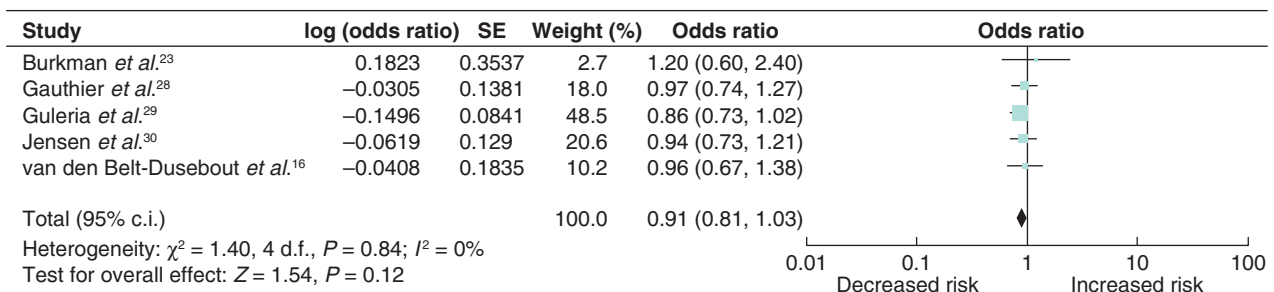 Study log (odds ratio) SE Weight (%) Odds ratio Odds ratio
Burkman et al.²³ 0.1823 0.3537 2.7 1.20 (0.60, 2.40)
Gauthier et al.²⁸ –0.0305 0.1381 18.0 0.97 (0.74, 1.27)
Guleria et al.²⁹ –0.1496 0.0841 48.5 0.86 (0.73, 1.02)
Jensen et al.³⁰ –0.0619 0.129 20.6 0.94 (0.73, 1.21)
van den Belt-Dusebout et al.¹⁶ –0.0408 0.1835 10.2 0.96 (0.67, 1.38)
Total (95% c.i.) 100.0 0.91 (0.81, 1.03)
Heterogeneity: χ² = 1.40, 4 d.f., P = 0.84; I² = 0%
Test for overall effect: Z = 1.54, P = 0.12
0.01 0.1 1 10 100
Decreased risk Increased risk